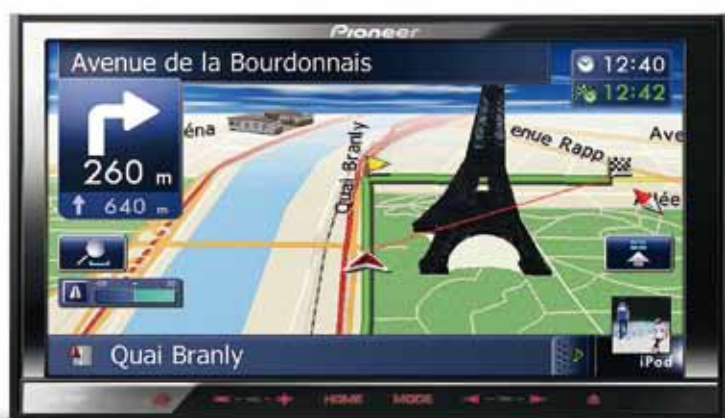 Pioneer
Avenue de la Bourdonnais
12:40
12:42
260 m
640 m
éna
Quai Branly
enue Rapp
Ave
lée
A
Quai Branly
iPod
HOME MODE